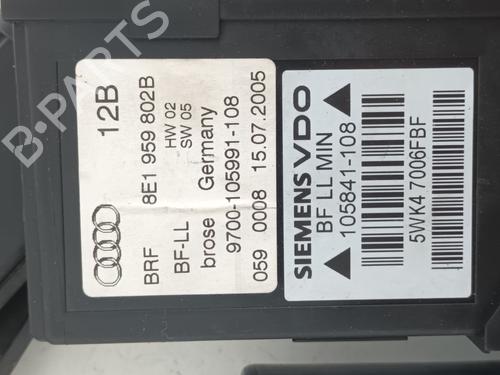 12B
BRF 8E1 959 802B
HW 02
BF-LL SW 05
brose Germany
9700-105991-108
059 0008 15.07.2005
SIEMENS VDO
BF LL MIN
105841-108
5WK4 7006FBF
B-PARTS